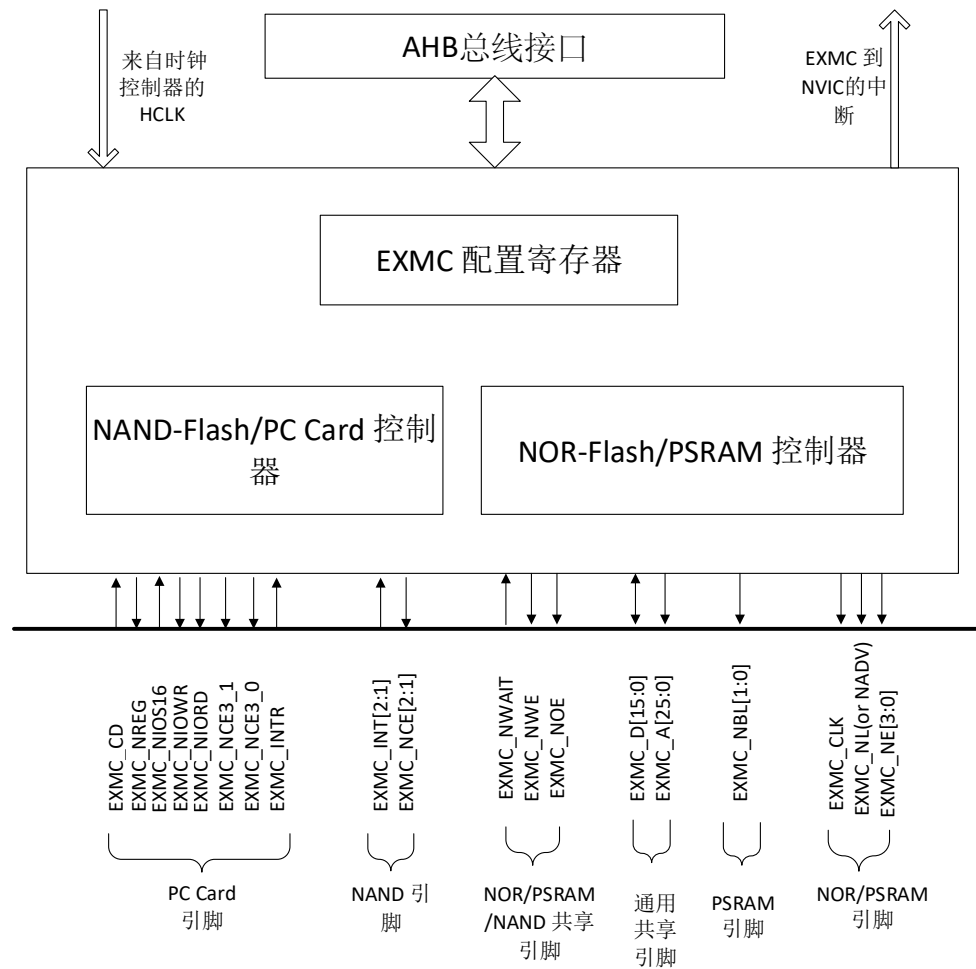 来自时钟
控制器的
HCLK
AHB总线接口
EXMC 到
NVIC的中
断
EXMC 配置寄存器
NAND-Flash/PC Card 控制
器
NOR-Flash/PSRAM 控制器
EXMC_CD
EXMC_NREG
EXMC_NIOS16
EXMC_NIOWR
EXMC_NIORD
EXMC_NCE3_1
EXMC_NCE3_0
EXMC_INTR
EXMC_INT[2:1]
EXMC_NCE[2:1]
EXMC_NWAIT
EXMC_NWE
EXMC_NOE
EXMC_D[15:0]
EXMC_A[25:0]
EXMC_NBL[1:0]
EXMC_CLK
EXMC_NL(or NADV)
EXMC_NE[3:0]
PC Card
引脚
NAND 引
脚
NOR/PSRAM
/NAND 共享
引脚
通用
共享
引脚
PSRAM
引脚
NOR/PSRAM
引脚